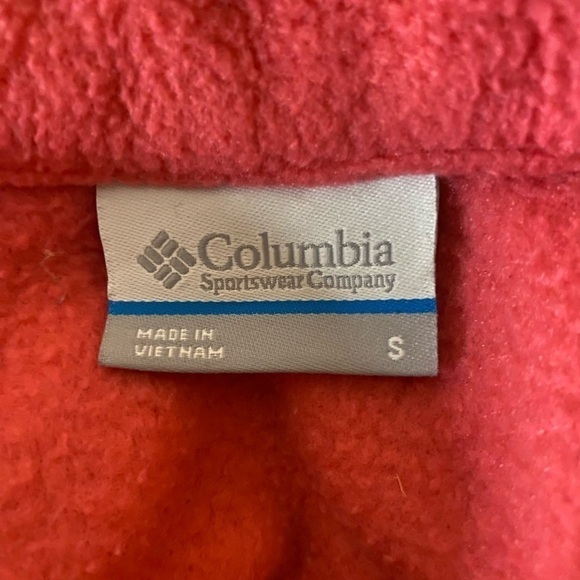 Columbia
Sportswear Company
MADE IN
VIETNAM
S